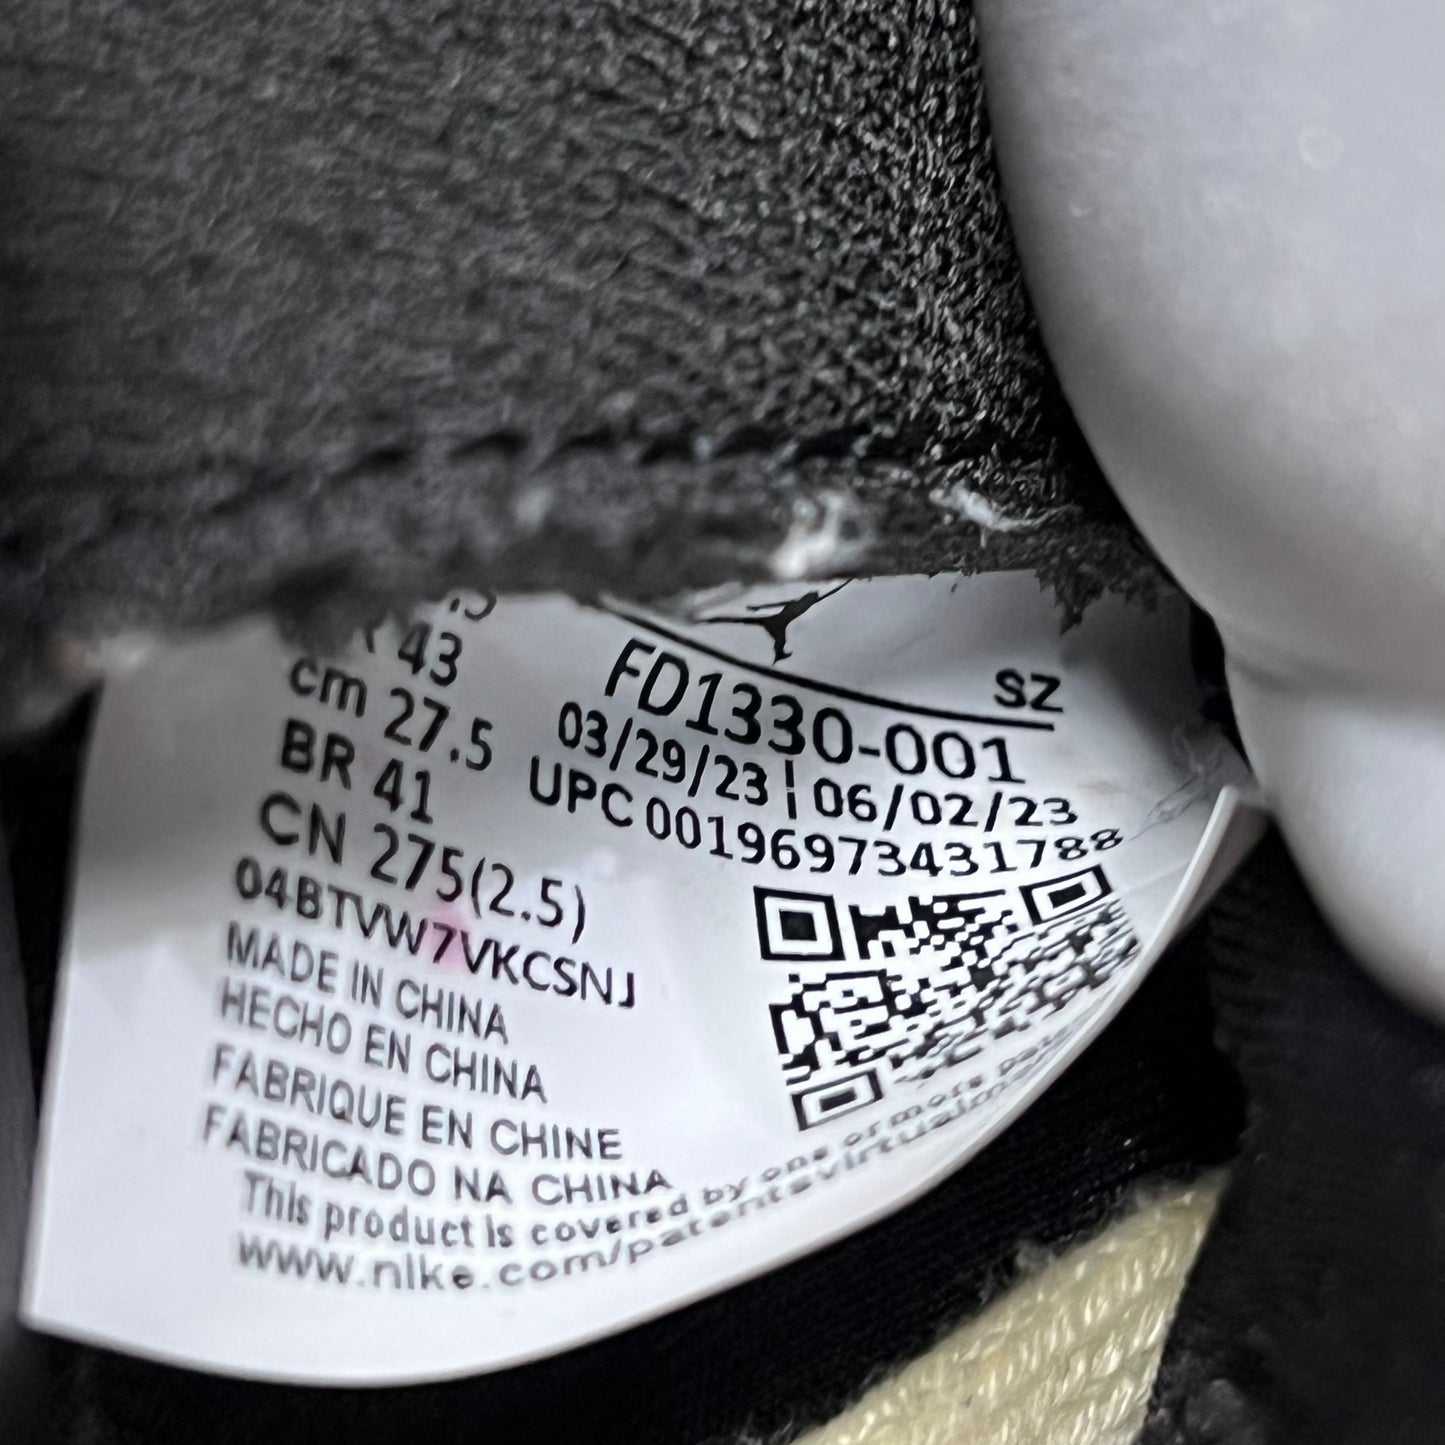 43
cm 27.5
BR 41
CN 275(2.5)
04BTVW7VKCSNJ
MADE IN CHINA
HECHO EN CHINA
FABRIQUE EN CHINE
FABRICADO NA CHINA
This product is covered by one or more
www.nike.com/patents
SZ
FD1330-001
03/29/23 | 06/02/23
UPC 00196973431788